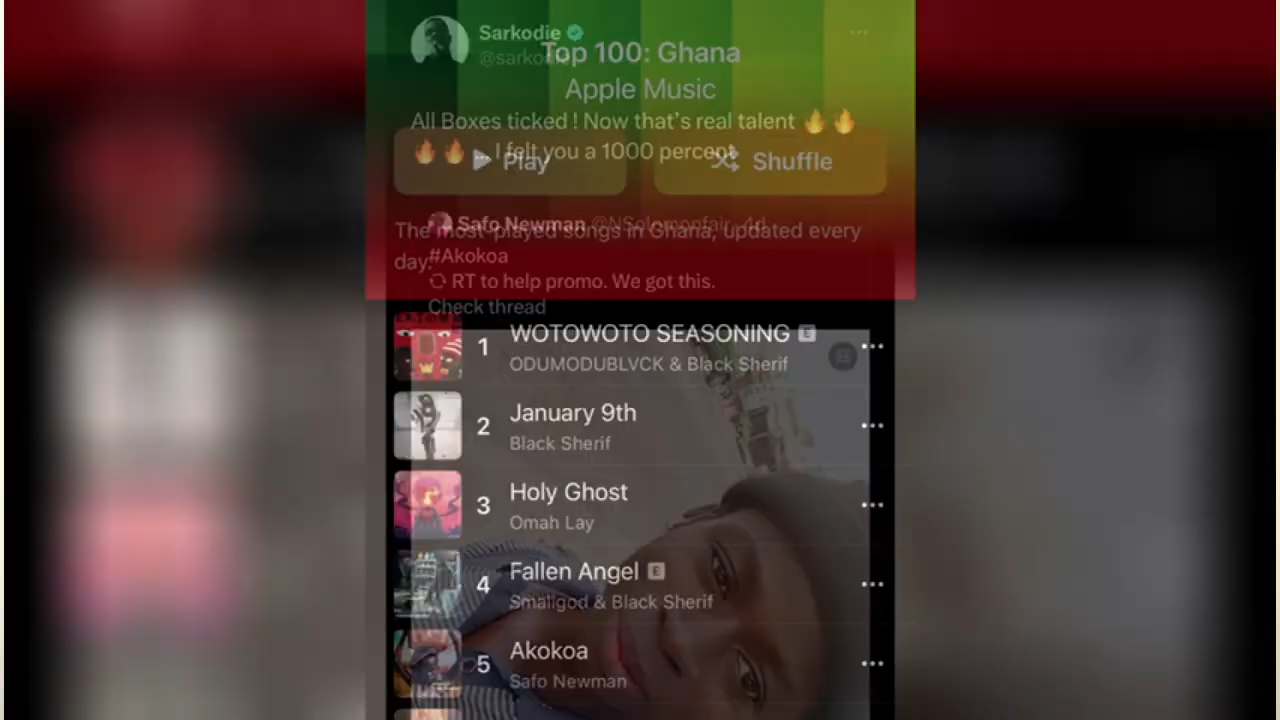 Sarkodie
@sarko
Top 100: Ghana
Apple Music
All Boxes ticked ! Now that's real talent 🔥🔥
🔥🔥 ... I felt you a 1000 percent
Play
Shuffle
Safo Newman @NSolomonfair · 4d
The most-played songs in Ghana, updated every
day.
#Akokoa
RT to help promo. We got this.
Check thread
1
WOTOWOTO SEASONING E
ODUMODUBLVCK & Black Sherif
2
January 9th
Black Sherif
3
Holy Ghost
Omah Lay
4
Fallen Angel E
Smallgod & Black Sherif
5
Akokoa
Safo Newman